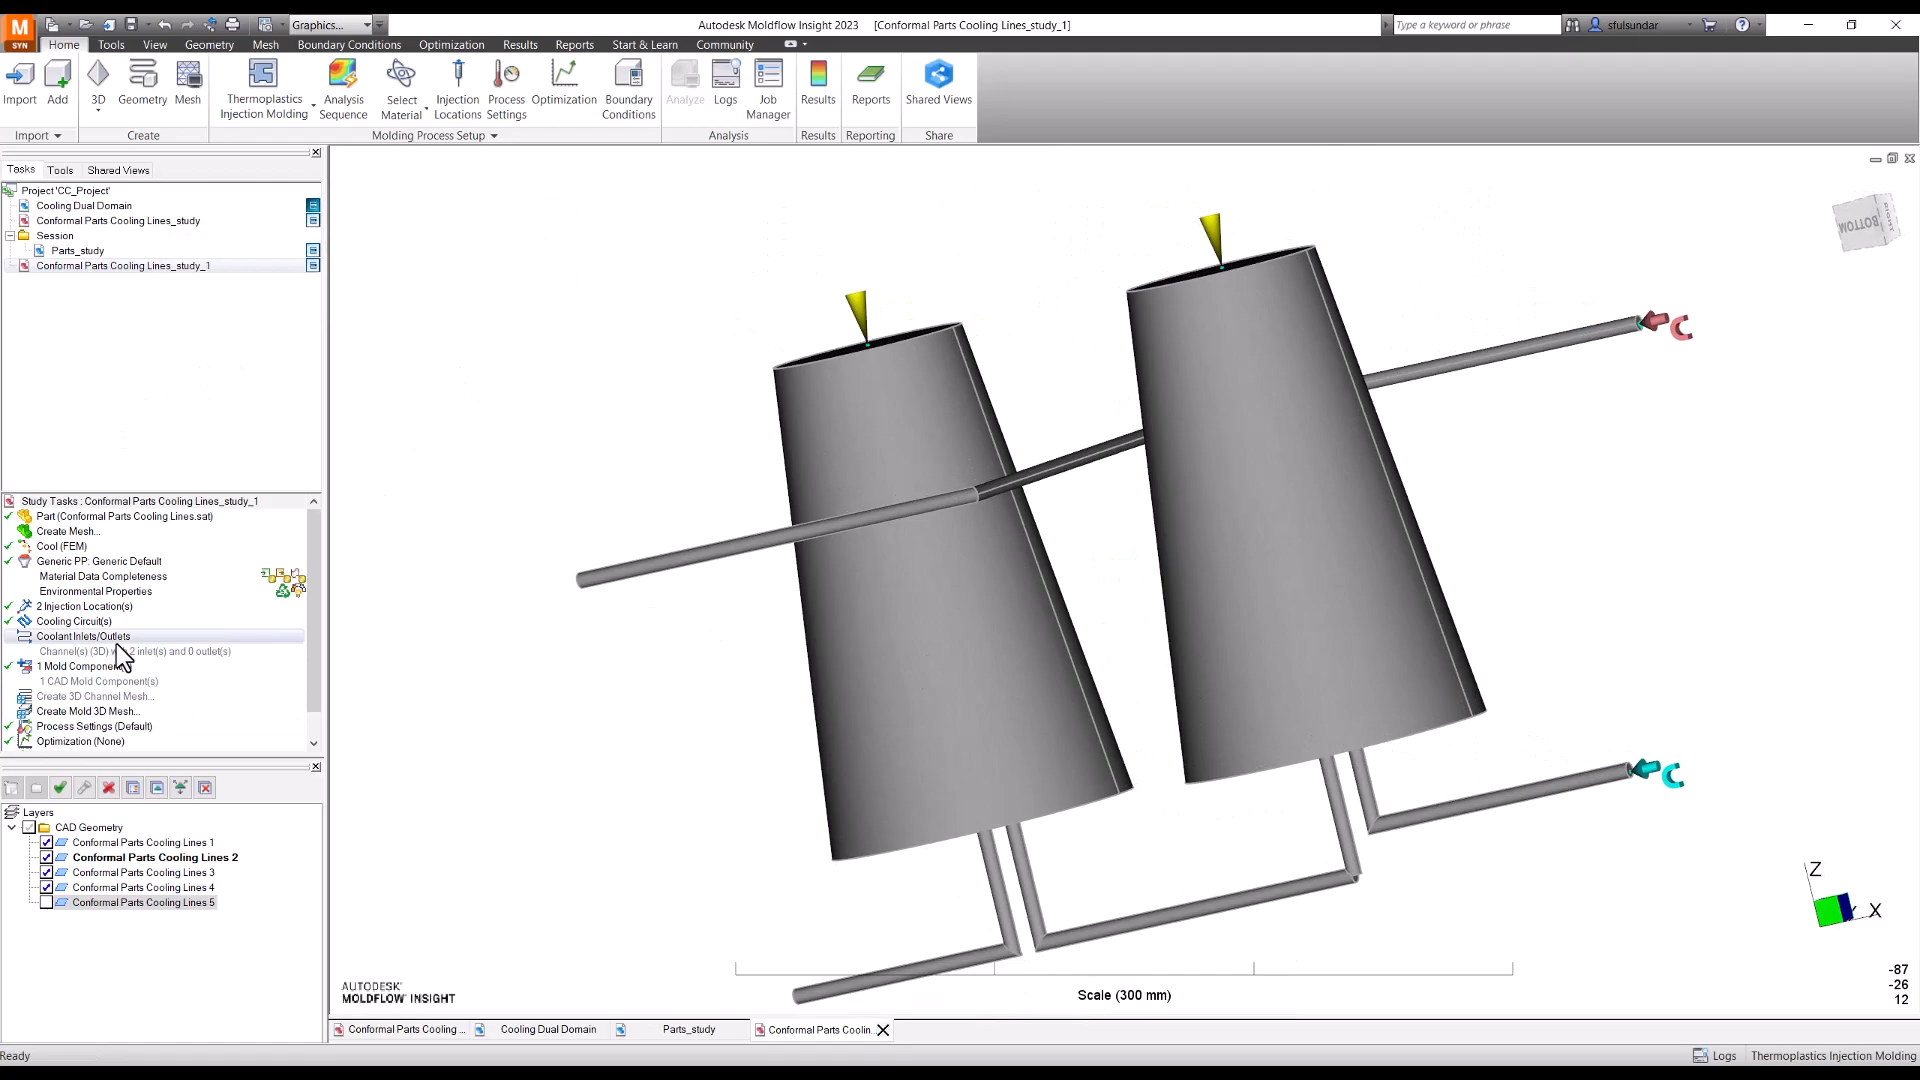 M
SYN
Graphics...
Autodesk Moldflow Insight 2023 [Conformal Parts Cooling Lines_study_1]
Type a keyword or phrase
sfulsundar
Home Tools View Geometry Mesh Boundary Conditions Optimization Results Reports Start & Learn Community
Import
Add
3D
Geometry
Mesh
Thermoplastics
Injection Molding
Analysis
Sequence
Select
Material
Injection
Locations
Process
Settings
Optimization
Boundary
Conditions
Analyze
Logs
Job
Manager
Results
Reports
Shared Views
Import
Create
Molding Process Setup
Analysis
Results
Reporting
Share
Tasks Tools Shared Views
Project 'CC_Project'
Cooling Dual Domain
Conformal Parts Cooling Lines_study
Session
Parts_study
Conformal Parts Cooling Lines_study_1
Study Tasks : Conformal Parts Cooling Lines_study_1
Part (Conformal Parts Cooling Lines.sat)
Create Mesh...
Cool (FEM)
Generic PP: Generic Default
Material Data Completeness
Environmental Properties
2 Injection Location(s)
Cooling Circuit(s)
Coolant Inlets/Outlets
Channel(s) (3D) 2 inlet(s) and 0 outlet(s)
1 Mold Componen
1 CAD Mold Component(s)
Create 3D Channel Mesh...
Create Mold 3D Mesh...
Process Settings (Default)
Optimization (None)
Layers
CAD Geometry
Conformal Parts Cooling Lines 1
Conformal Parts Cooling Lines 2
Conformal Parts Cooling Lines 3
Conformal Parts Cooling Lines 4
Conformal Parts Cooling Lines 5
BOTTOM
RIGHT
Z
X
-87
-26
12
AUTODESK
MOLDFLOW INSIGHT
Scale (300 mm)
Conformal Parts Cooling ...
Cooling Dual Domain
Parts_study
Conformal Parts Coolin...
Ready
Logs
Thermoplastics Injection Molding